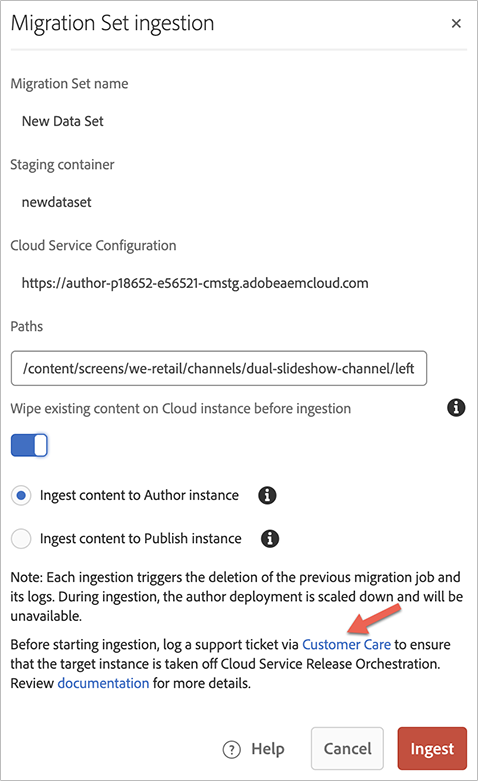 Migration Set ingestion
Migration Set name
New Data Set
Staging container
newdataset
Cloud Service Configuration
https://author-p18652-e56521-cmstg.adobeaemcloud.com
Paths
/content/screens/we-retail/channels/dual-slideshow-channel/left
Wipe existing content on Cloud instance before ingestion
Ingest content to Author instance
Ingest content to Publish instance
Note: Each ingestion triggers the deletion of the previous migration job and
its logs. During ingestion, the author deployment is scaled down and will be
unavailable.
Before starting ingestion, log a support ticket via Customer Care to ensure
that the target instance is taken off Cloud Service Release Orchestration.
Review documentation for more details.
Help Cancel Ingest